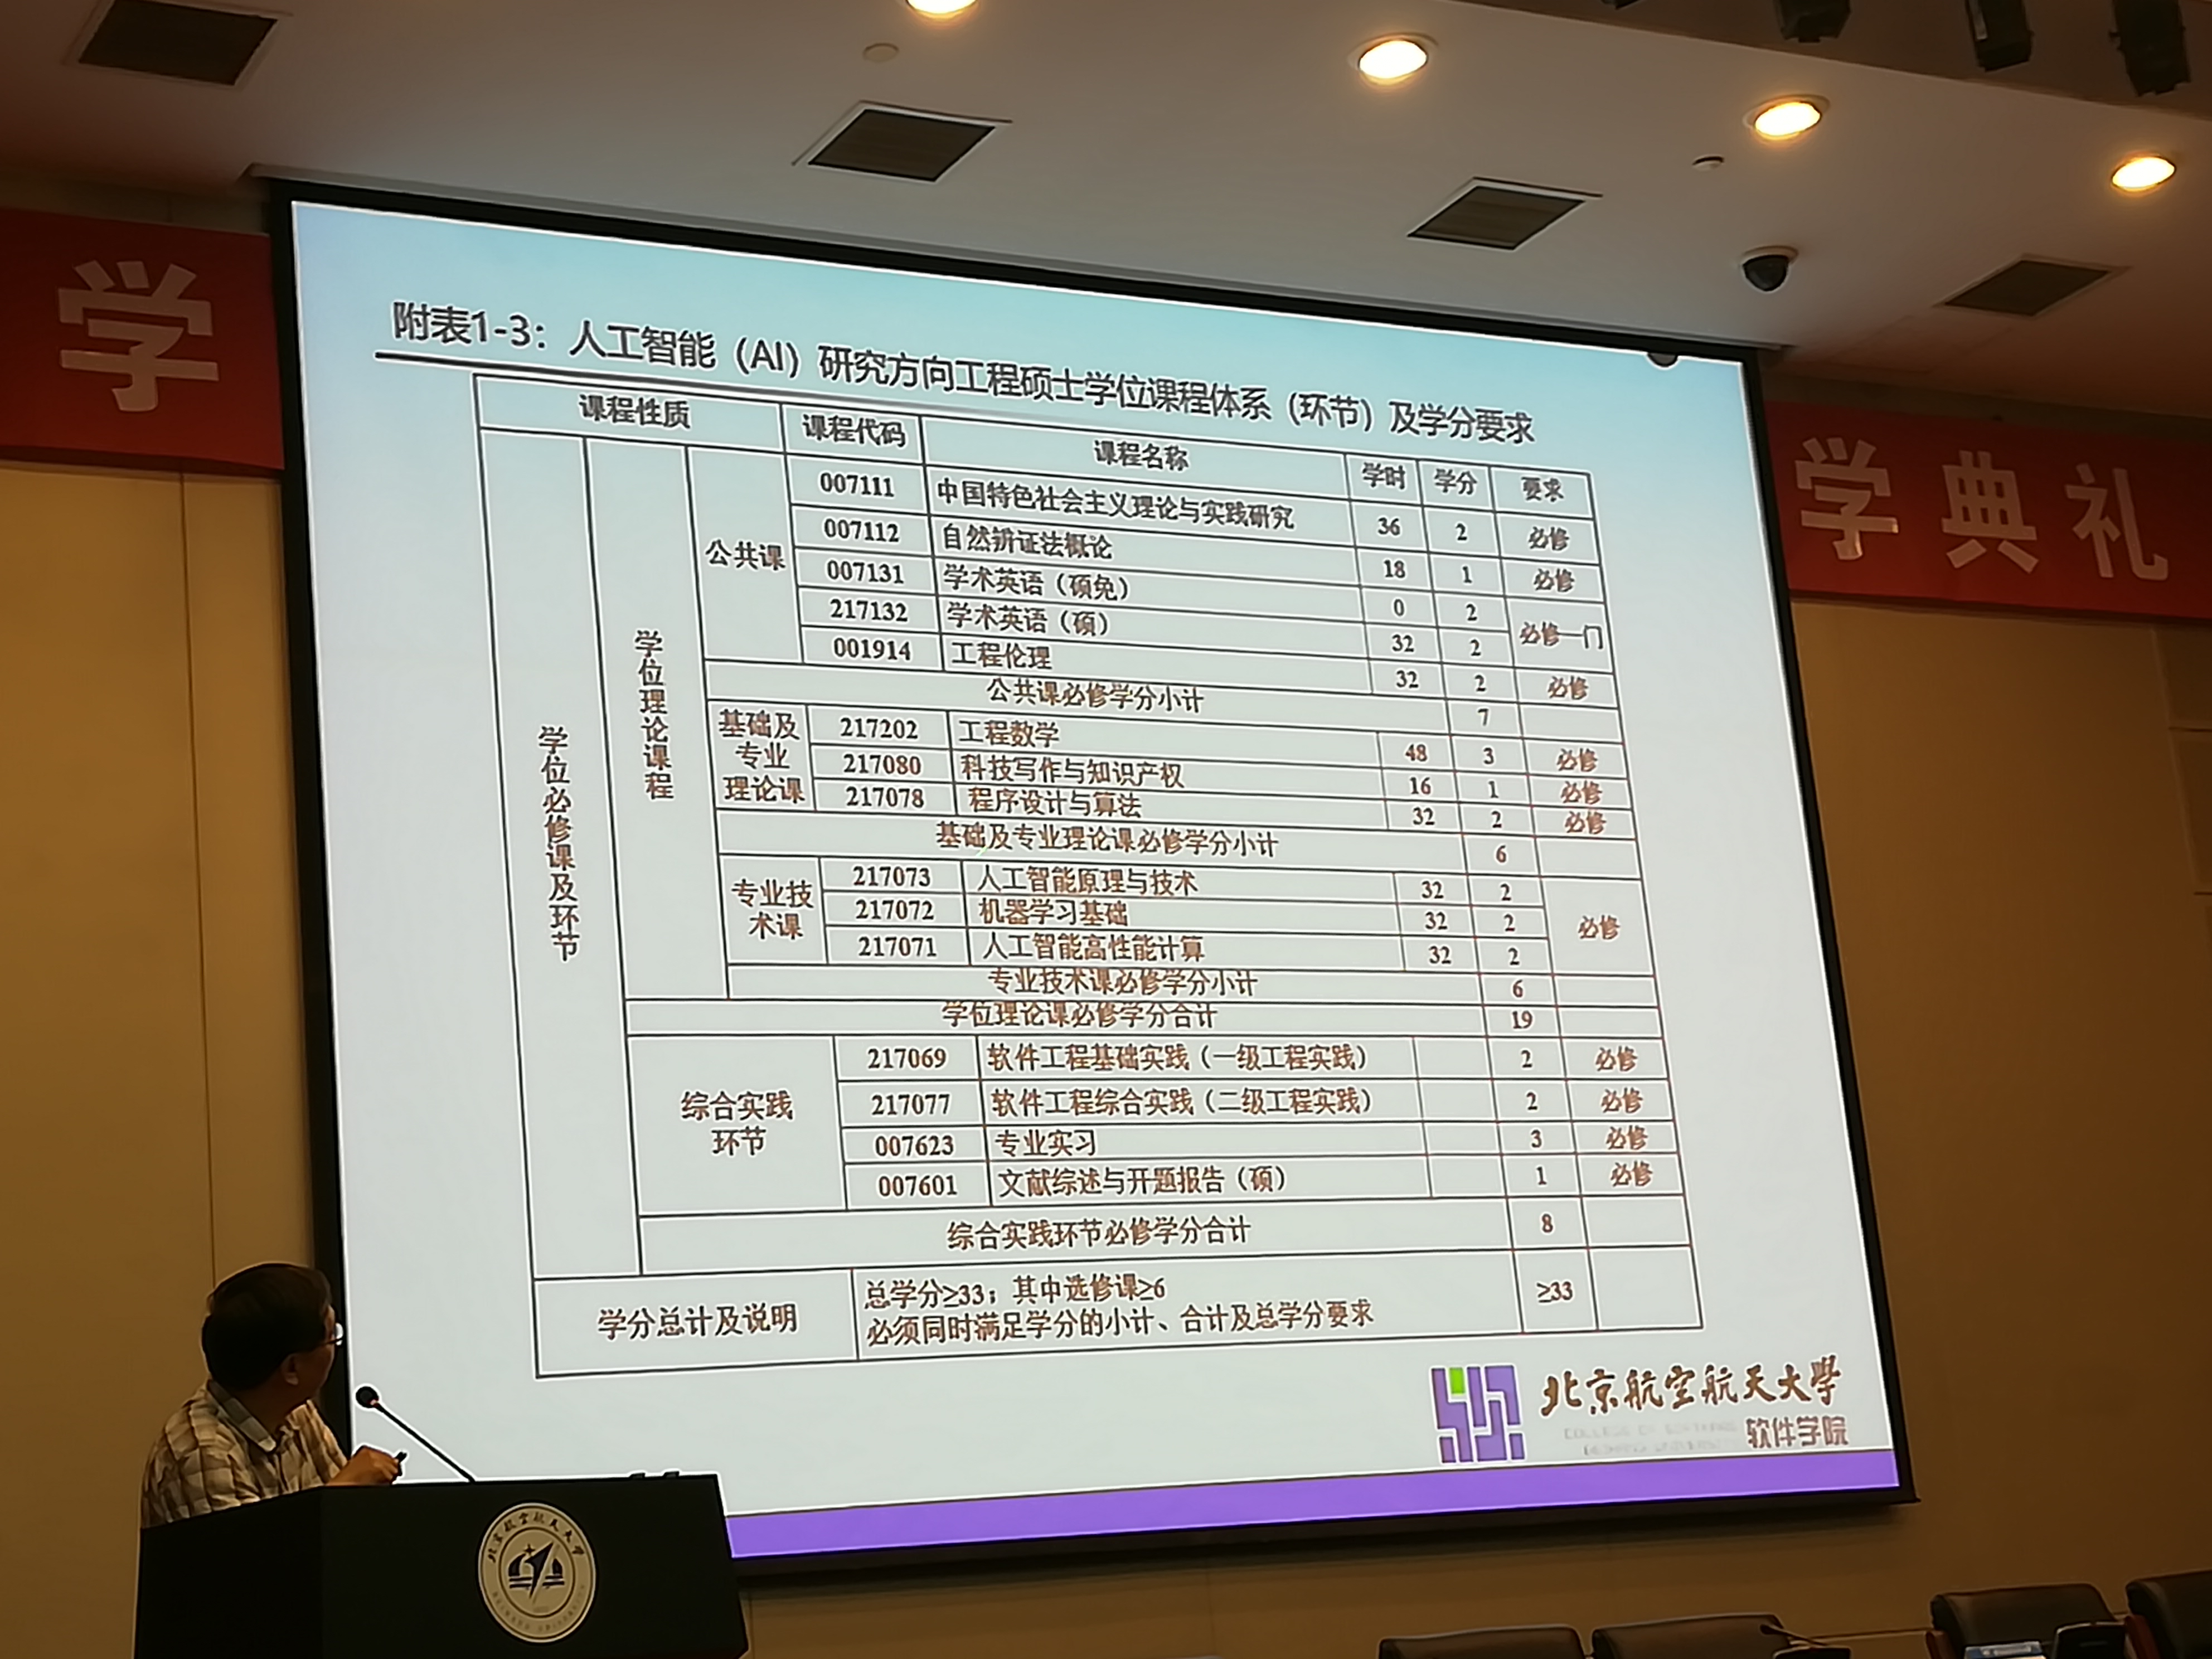 学
学典礼
附表1-3：人工智能（AI）研究方向工程硕士学位课程体系（环节）及学分要求
课程性质 课程代码 课程名称 学时 学分 要求
学位必修课及环节
学位理论课程
公共课
007111 中国特色社会主义理论与实践研究 36 2 必修
007112 自然辨证法概论 18 1 必修
007131 学术英语（硕免） 0 2 必修一门
217132 学术英语（硕） 32 2
001914 工程伦理 32 2 必修
公共课必修学分小计 7
基础及专业理论课
217202 工程数学 48 3 必修
217080 科技写作与知识产权 16 1 必修
217078 程序设计与算法 32 2 必修
基础及专业理论课必修学分小计 6
专业技术课
217073 人工智能原理与技术 32 2 必修
217072 机器学习基础 32 2
217071 人工智能高性能计算 32 2
专业技术课必修学分小计 6
学位理论课必修学分合计 19
综合实践环节
217069 软件工程基础实践（一级工程实践） 2 必修
217077 软件工程综合实践（二级工程实践） 2 必修
007623 专业实习 3 必修
007601 文献综述与开题报告（硕） 1 必修
综合实践环节必修学分合计 8
学分总计及说明
总学分≥33；其中选修课≥6 ≥33
必须同时满足学分的小计、合计及总学分要求
北京航空航天大学
软件学院
北京航空航天大学